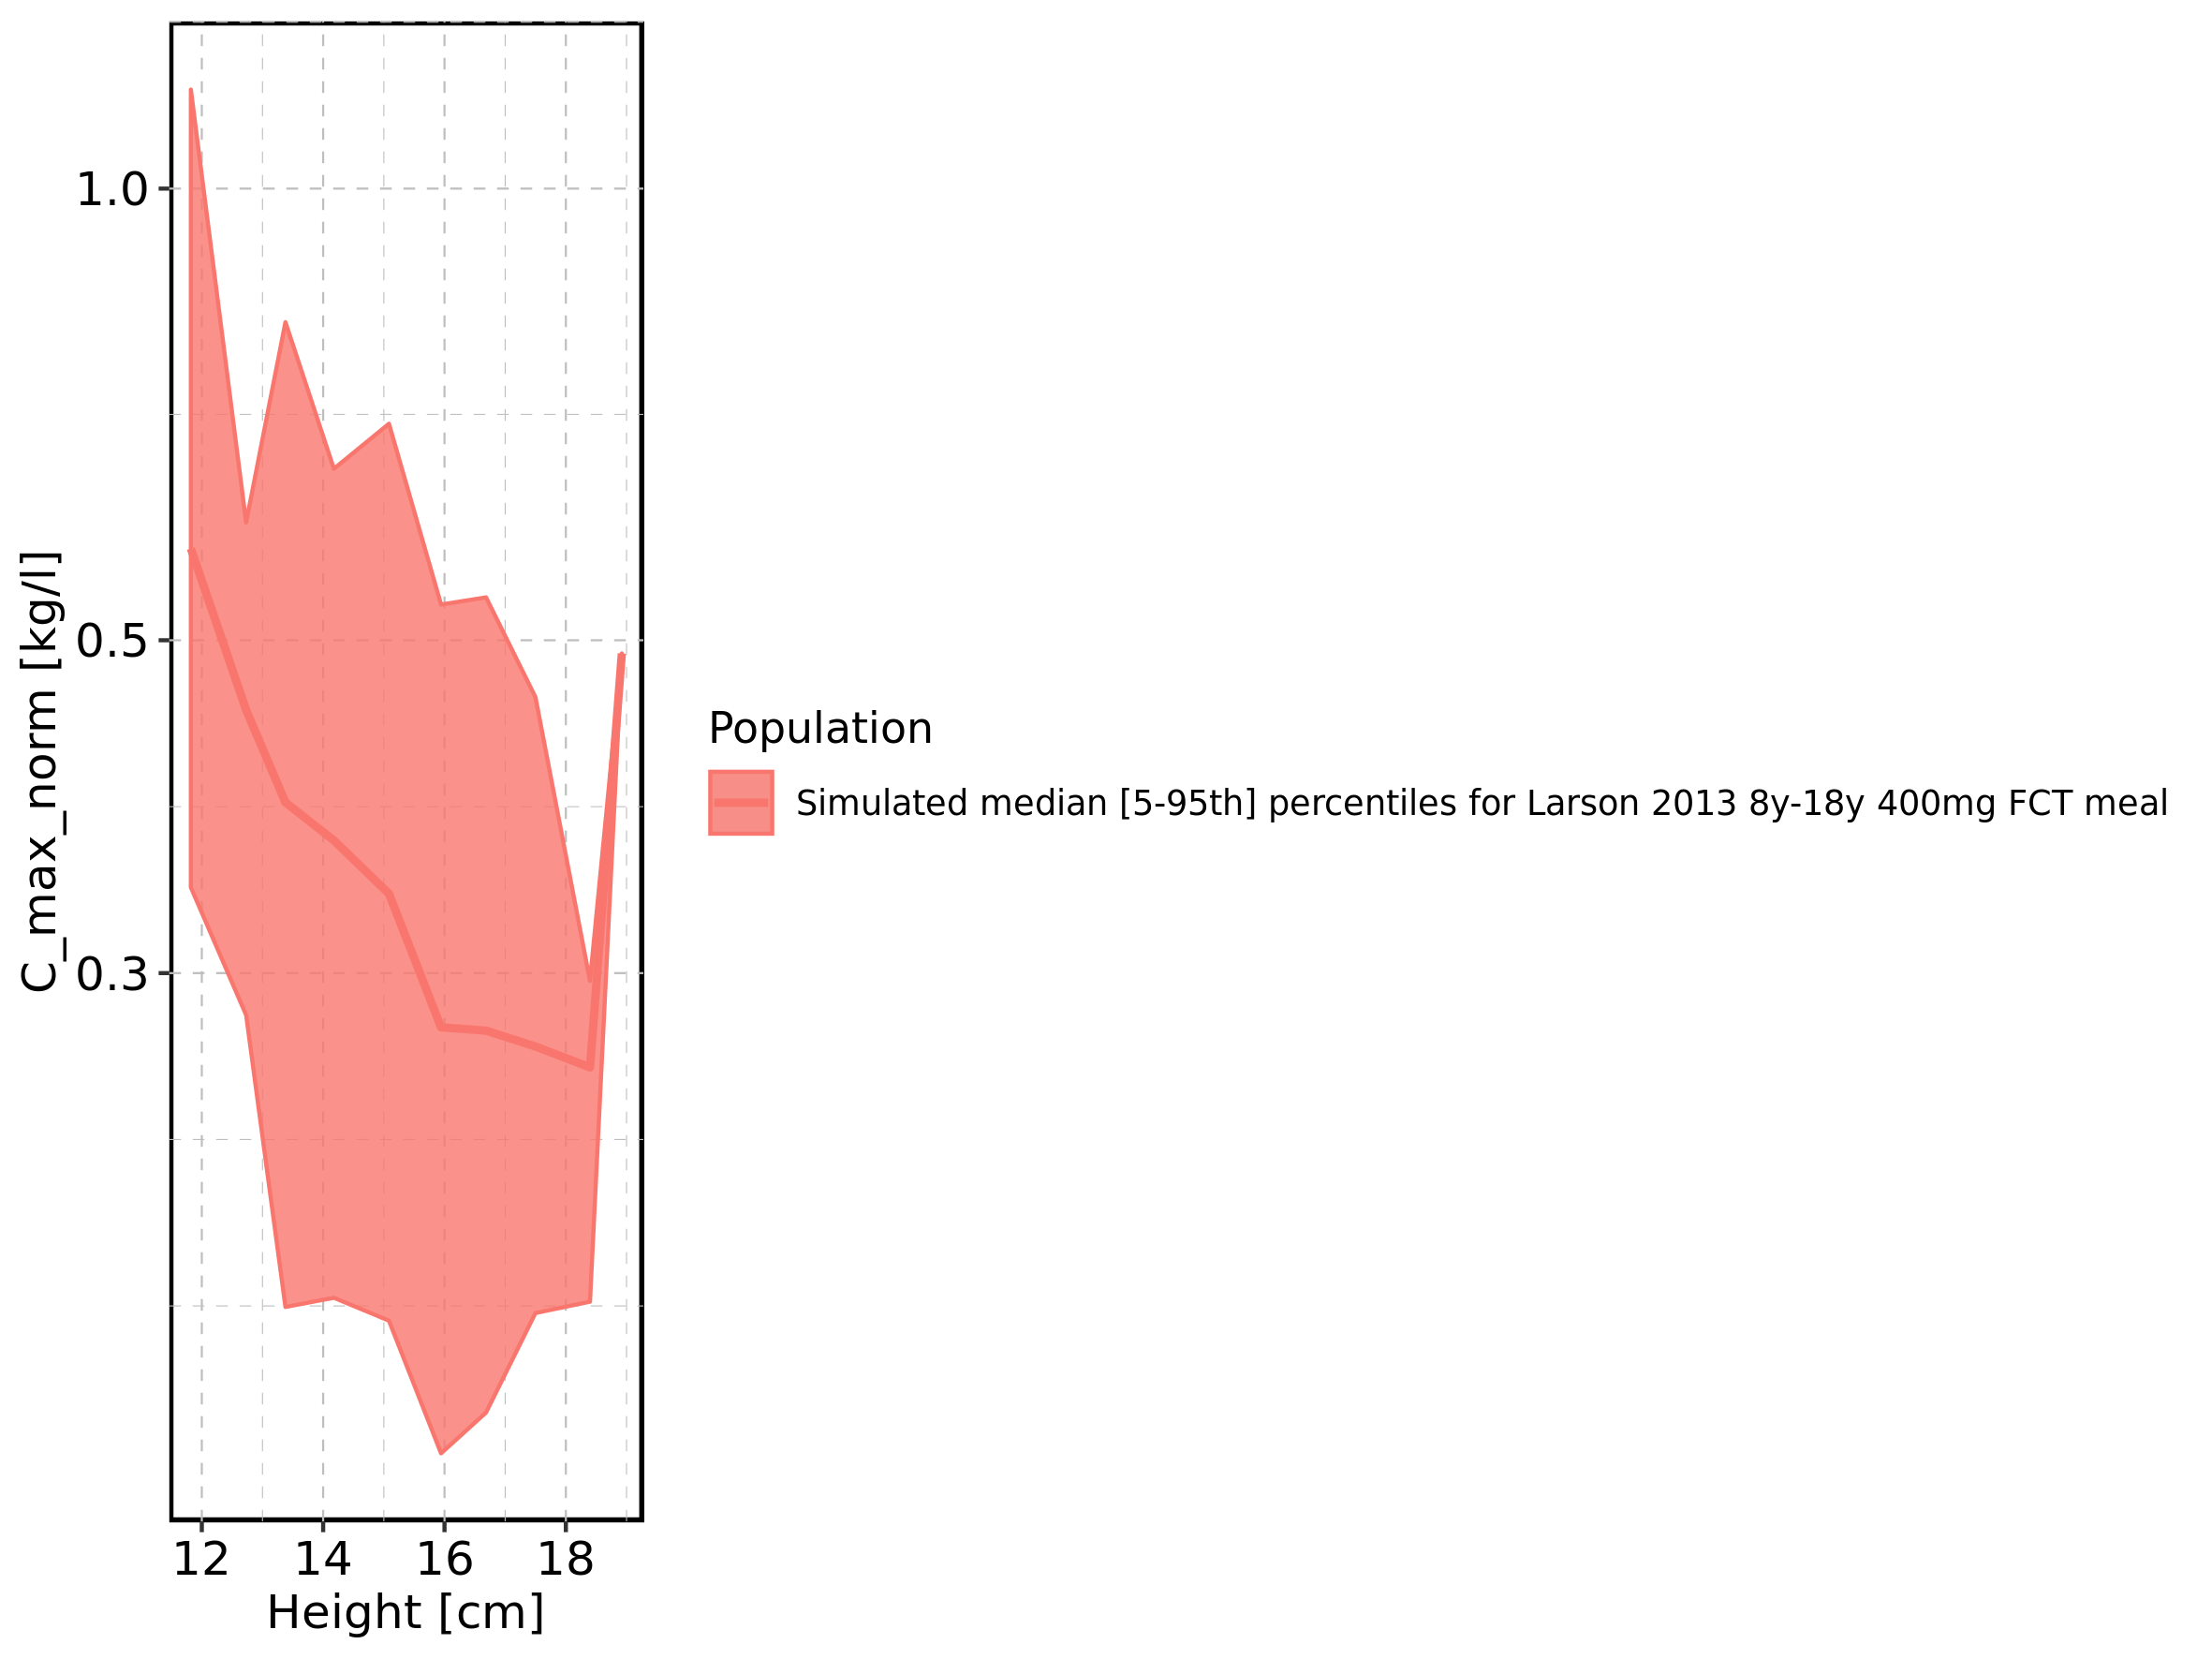 1.0
0.5
0.3
C_max_norm [kg/l]
12 14 16 18
Height [cm]
Population
Simulated median [5-95th] percentiles for Larson 2013 8y-18y 400mg FCT meal